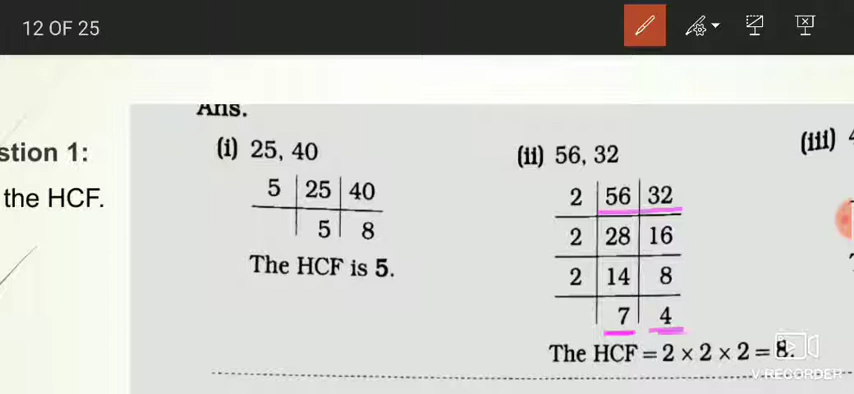 12 OF 25
Ans.
stion 1:
the HCF.
(i) 25, 40
5 25 40
5 8
The HCF is 5.
(ii) 56, 32
2 56 32
2 28 16
2 14 8
7 4
The HCF = 2 × 2 × 2 = 8.
(iii) 4
V RECORDER